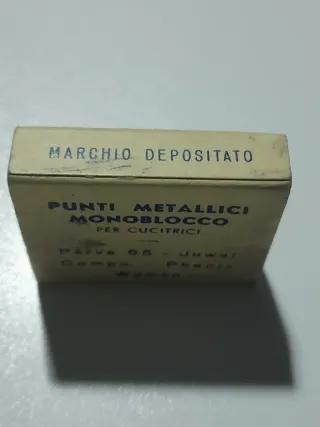 MARCHIO DEPOSITATO
PUNTI METALLICI
MONOBLOCCO
PER CUCITRICI
Parva 65 - Juwel